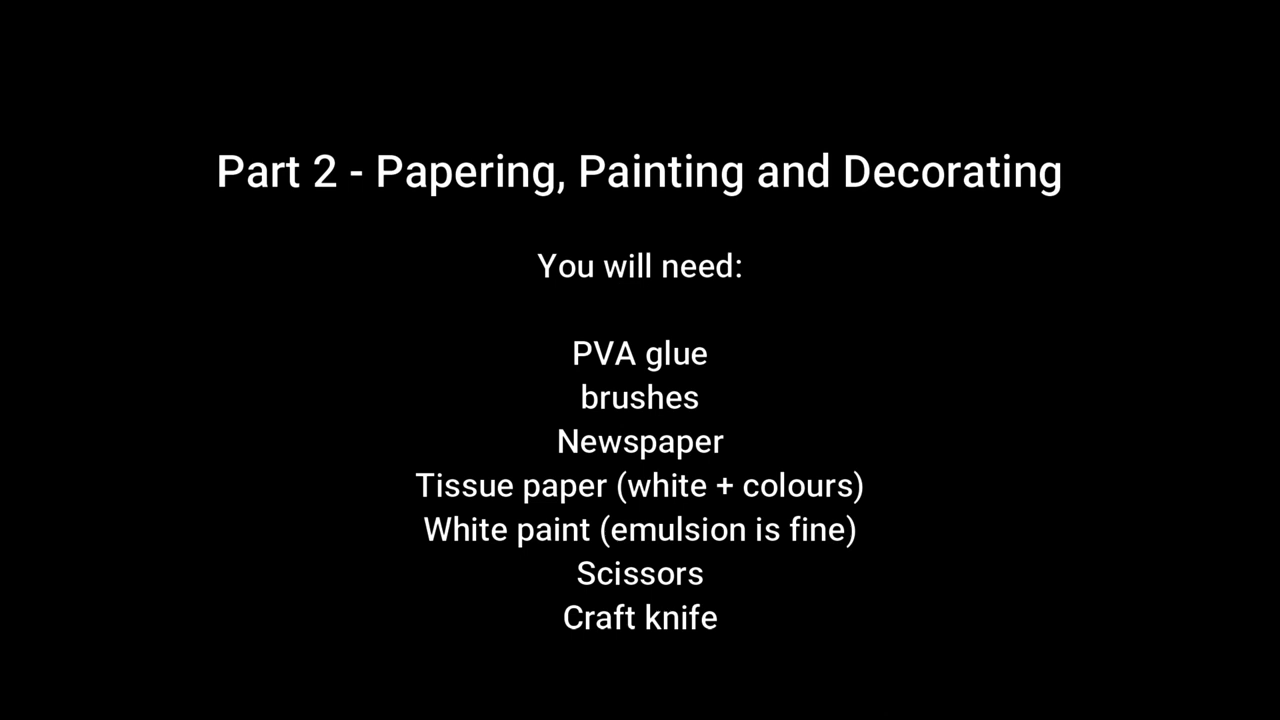 Part 2 - Papering, Painting and Decorating
You will need:
PVA glue
brushes
Newspaper
Tissue paper (white + colours)
White paint (emulsion is fine)
Scissors
Craft knife